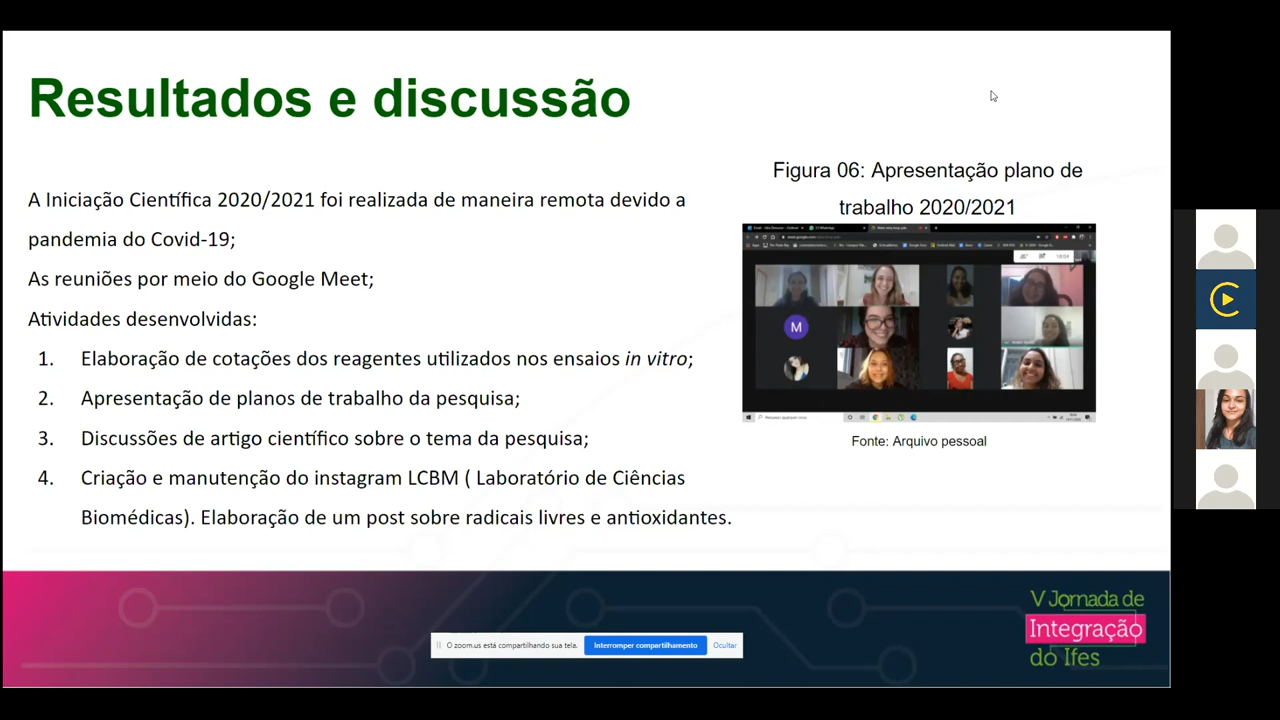 Resultados e discussão
A Iniciação Científica 2020/2021 foi realizada de maneira remota devido a
pandemia do Covid-19;
As reuniões por meio do Google Meet;
Atividades desenvolvidas:
1. Elaboração de cotações dos reagentes utilizados nos ensaios in vitro;
2. Apresentação de planos de trabalho da pesquisa;
3. Discussões de artigo científico sobre o tema da pesquisa;
4. Criação e manutenção do instagram LCBM ( Laboratório de Ciências
Biomédicas). Elaboração de um post sobre radicais livres e antioxidantes.
Figura 06: Apresentação plano de
trabalho 2020/2021
M
Fonte: Arquivo pessoal
V Jornada de
Integração
do Ifes
O zoom.us está compartilhando sua tela.
Interromper compartilhamento
Ocultar